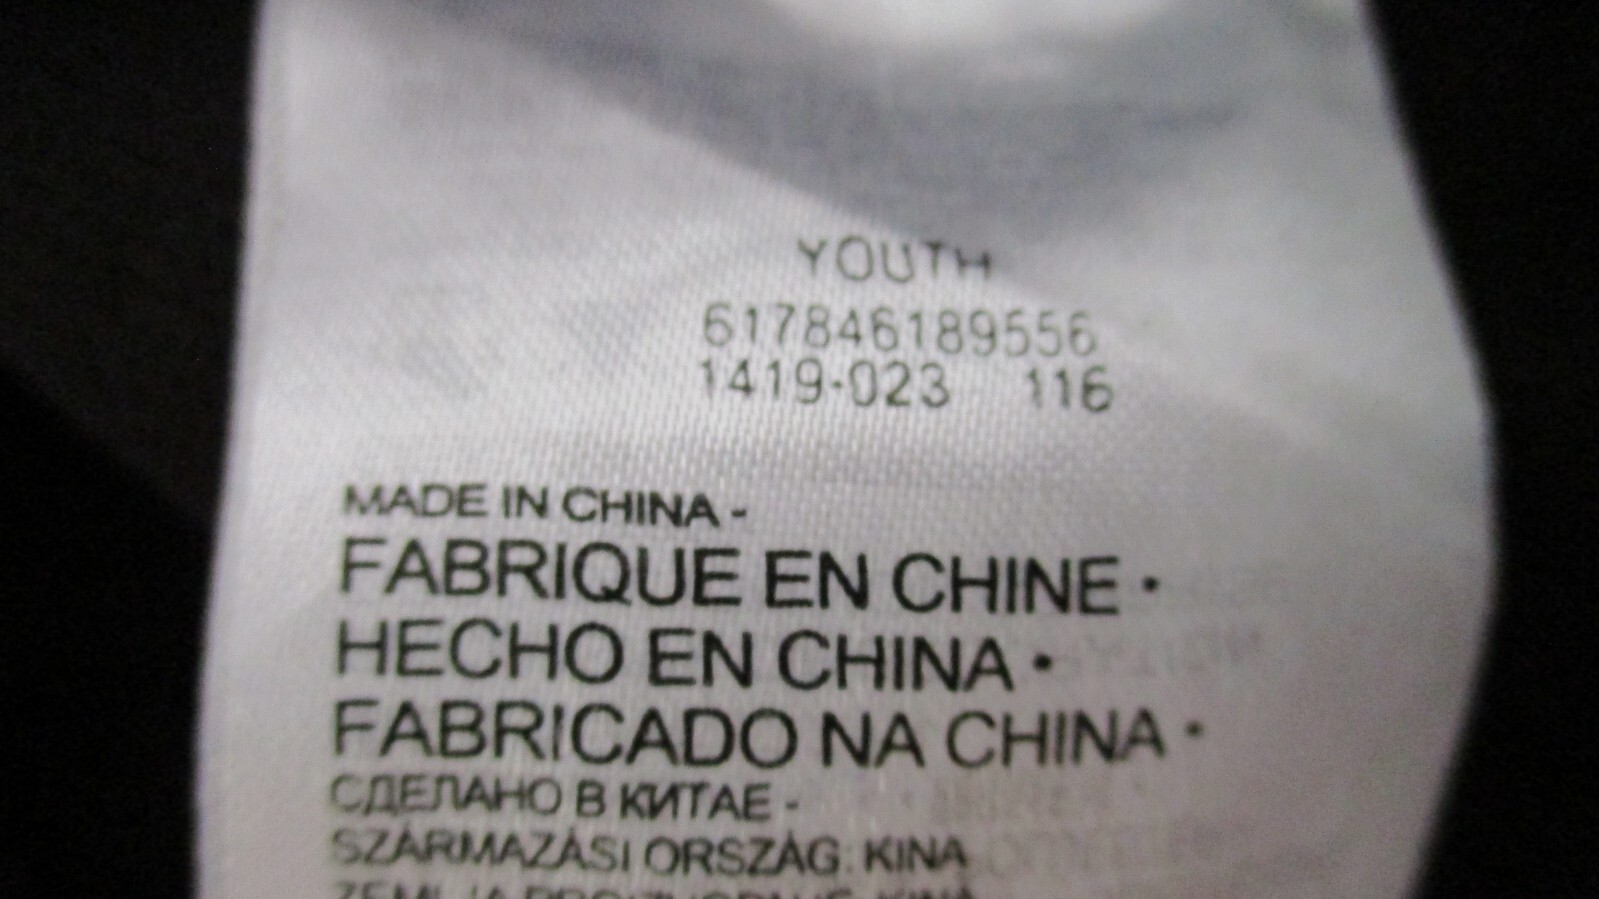 YOUTH
617846189556
1419-023 116
MADE IN CHINA -
FABRIQUE EN CHINE •
HECHO EN CHINA •
FABRICADO NA CHINA •
СДЕЛАНО В КИТАЕ -
SZÁRMAZÁSI ORSZÁG: KINA